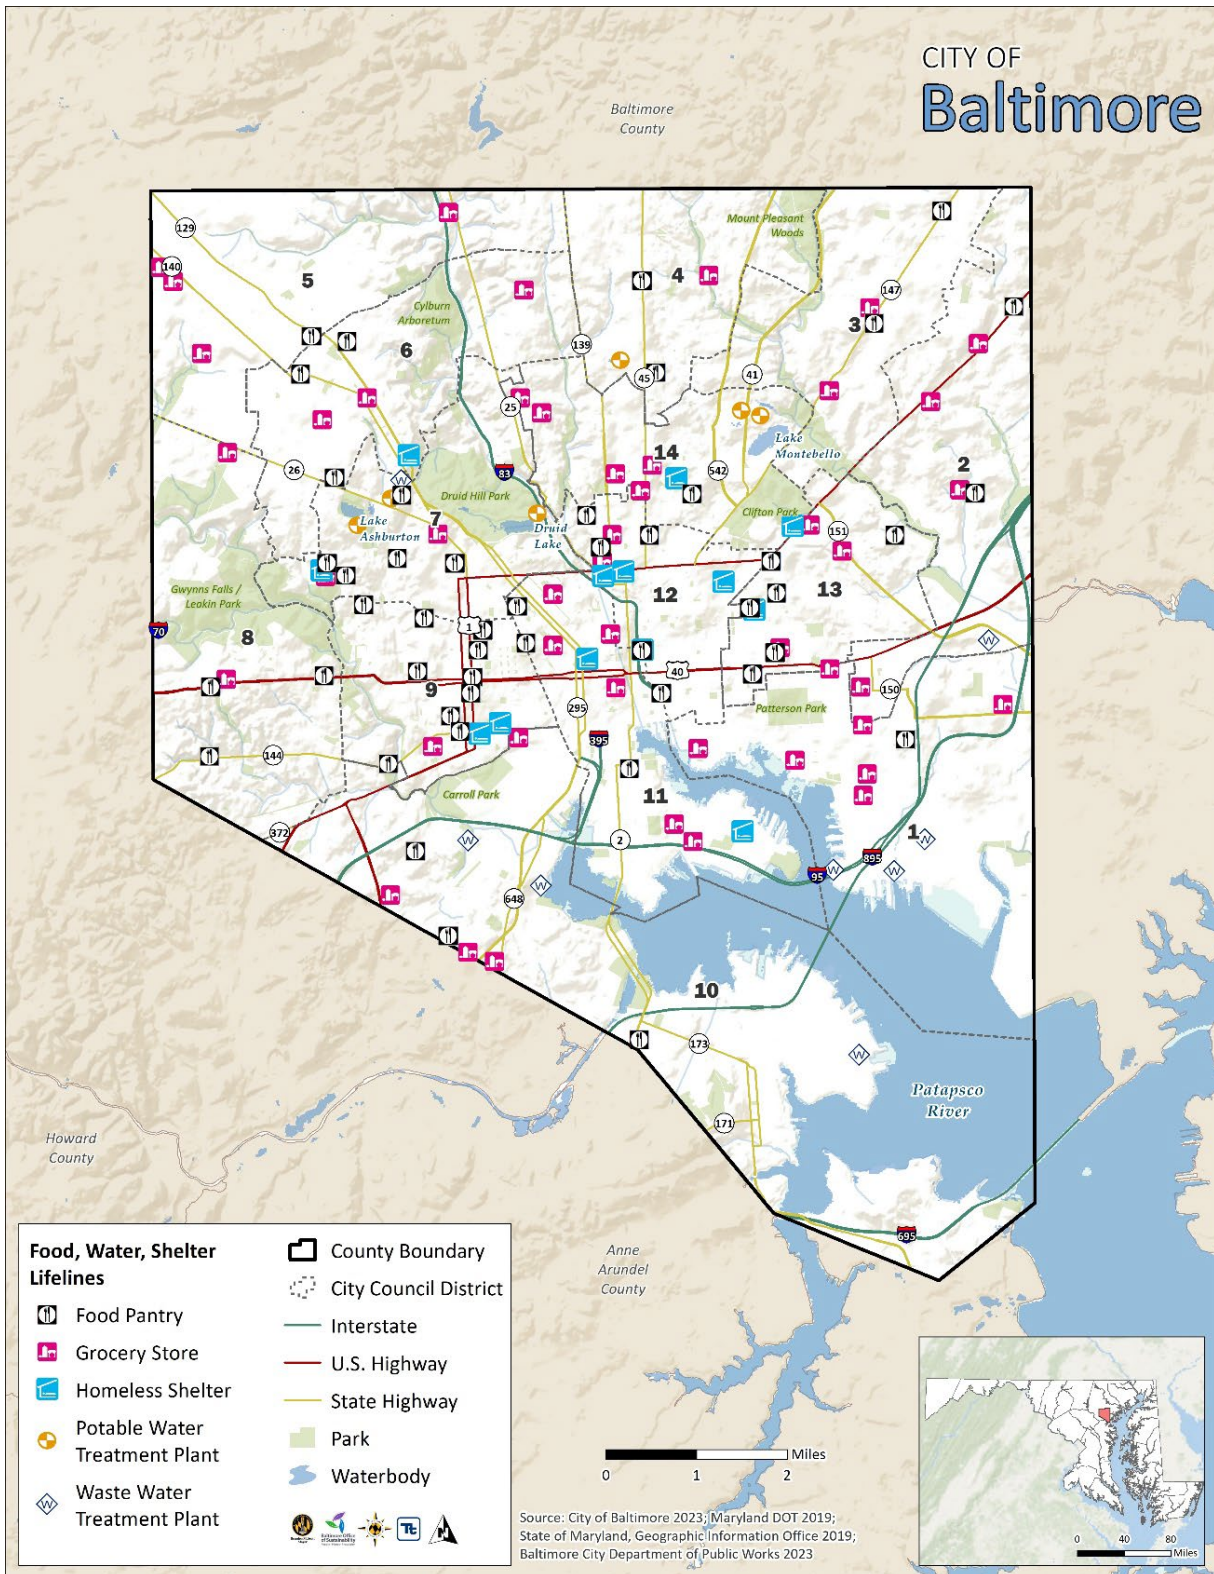 CITY OF
Baltimore
Baltimore
County
Mount Pleasant
Woods
129
140
5
4
147
Cylburn
Arboretum
3
6
139
45
41
25
Lake
Montebello
14
26
83
542
2
Druid Hill Park
Clifton Park
7
Lake
Ashburton
Druid
Lake
151
Gwynns Falls /
Leakin Park
12
13
1
8
70
40
9
150
295
Patterson Park
395
144
Carroll Park
11
372
2
1
895
95
648
10
173
Patapsco
River
171
Howard
County
695
Anne
Arundel
County
Food, Water, Shelter
Lifelines
Food Pantry
Grocery Store
Homeless Shelter
Potable Water
Treatment Plant
W
Waste Water
Treatment Plant
County Boundary
City Council District
Interstate
U.S. Highway
State Highway
Park
Waterbody
Miles
0 1 2
Source: City of Baltimore 2023; Maryland DOT 2019;
State of Maryland, Geographic Information Office 2019;
Baltimore City Department of Public Works 2023
0 40 80
Miles